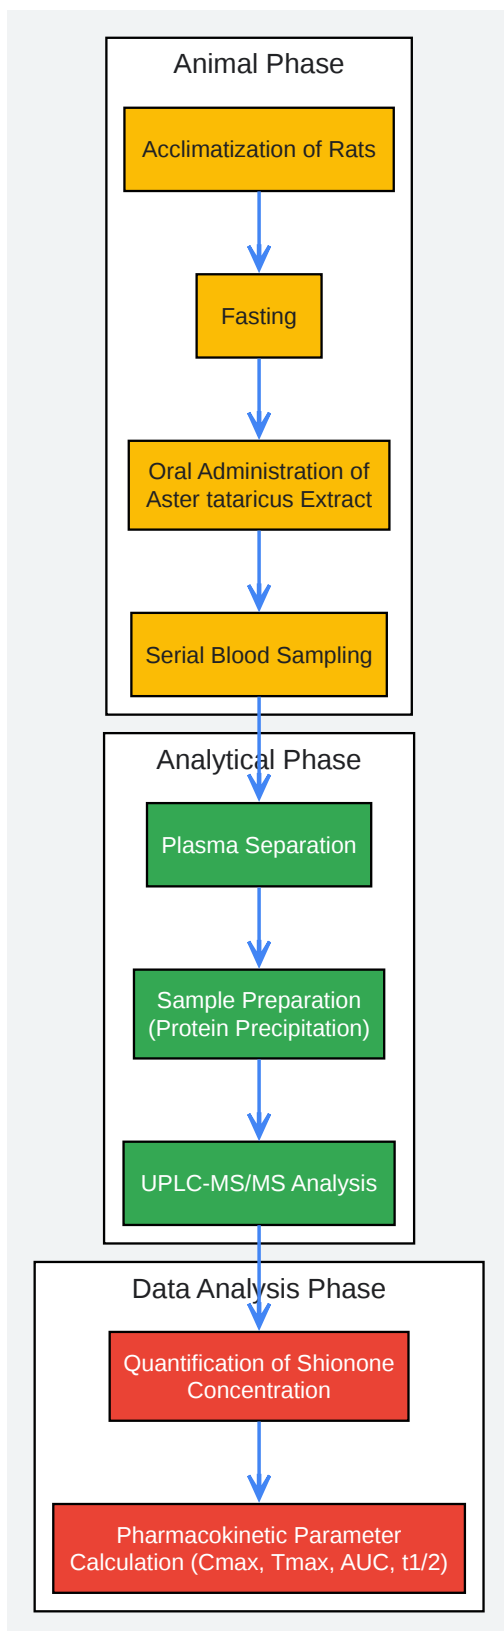 Animal Phase
Acclimatization of Rats
Fasting
Oral Administration of
Aster tataricus Extract
Serial Blood Sampling
Analytical Phase
Plasma Separation
Sample Preparation
(Protein Precipitation)
UPLC-MS/MS Analysis
Data Analysis Phase
Quantification of Shionone
Concentration
Pharmacokinetic Parameter
Calculation (Cmax, Tmax, AUC, t1/2)